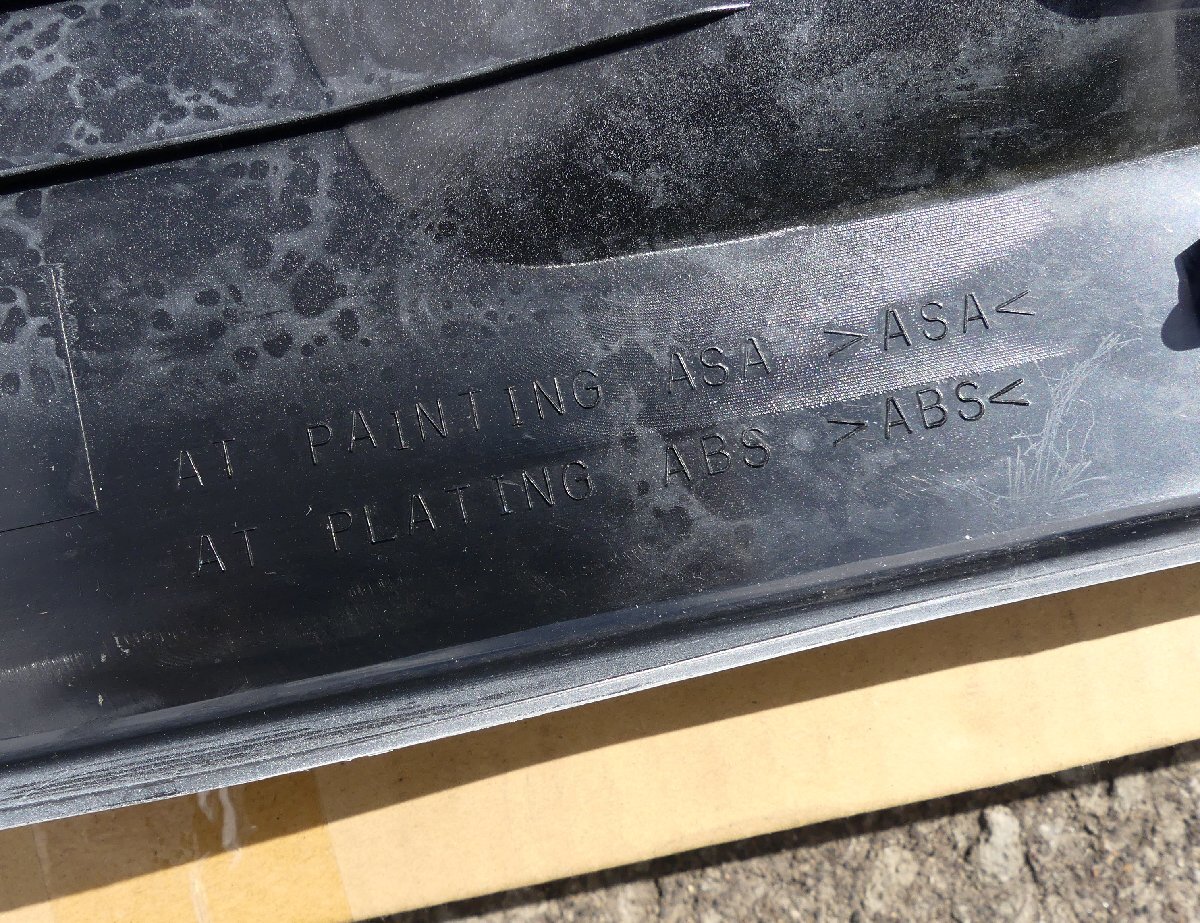 AT PAINTING ASA >ASA<
AT PLATING ABS >ABS<